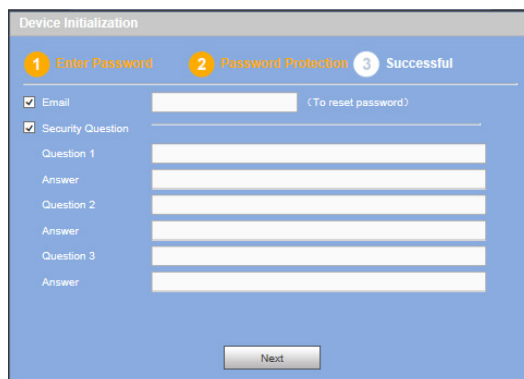 Device Initialization
1 Enter Password 2 Password Protection 3 Successful
Email (To reset password)
Security Question
Question 1
Answer
Question 2
Answer
Question 3
Answer
Next